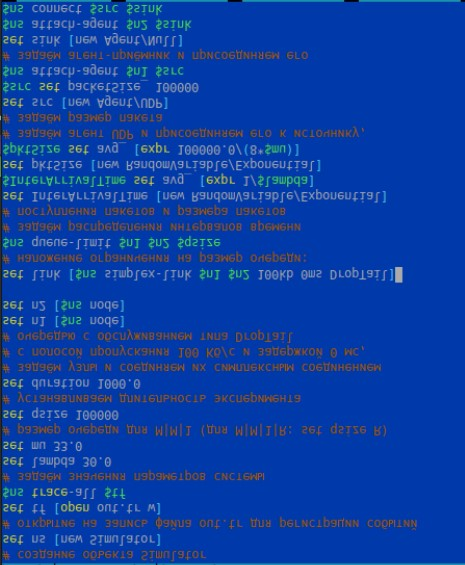 # создание объекта Simulator
set ns [new Simulator]
# открытие на запись файла out.tr для регистрации событий
set tf [open out.tr w]
$ns trace-all $tf
# задаём значения параметров системы
set lambda 30.0
set mu 33.0
# размер очереди для M|M|1 (для M|M|1|R: set qsize R)
set qsize 100000
# устанавливаем длительность эксперимента
set duration 1000.0
# задаём узлы и соединяем их симплексным соединением
# с полосой пропускания 100 Кб/с и задержкой 0 мс,
# очередью с обслуживанием типа DropTail
set n1 [$ns node]
set n2 [$ns node]
set link [$ns simplex-link $n1 $n2 100kb 0ms DropTail]
# наложение ограничения на размер очереди:
$ns queue-limit $n1 $n2 $qsize
# задаём распределения интервалов времени
# поступления пакетов и размера пакетов
set InterArrivalTime [new RandomVariable/Exponential]
$InterArrivalTime set avg_ [expr 1/$lambda]
set pktSize [new RandomVariable/Exponential]
$pktSize set avg_ [expr 100000.0/(8*$mu)]
# задаём агент UDP и присоединяем его к источнику,
# задаём размер пакета
set src [new Agent/UDP]
$src set packetSize_ 100000
$ns attach-agent $n1 $src
# задаём агент-приёмник и присоединяем его
set sink [new Agent/Null]
$ns attach-agent $n2 $sink
$ns connect $src $sink